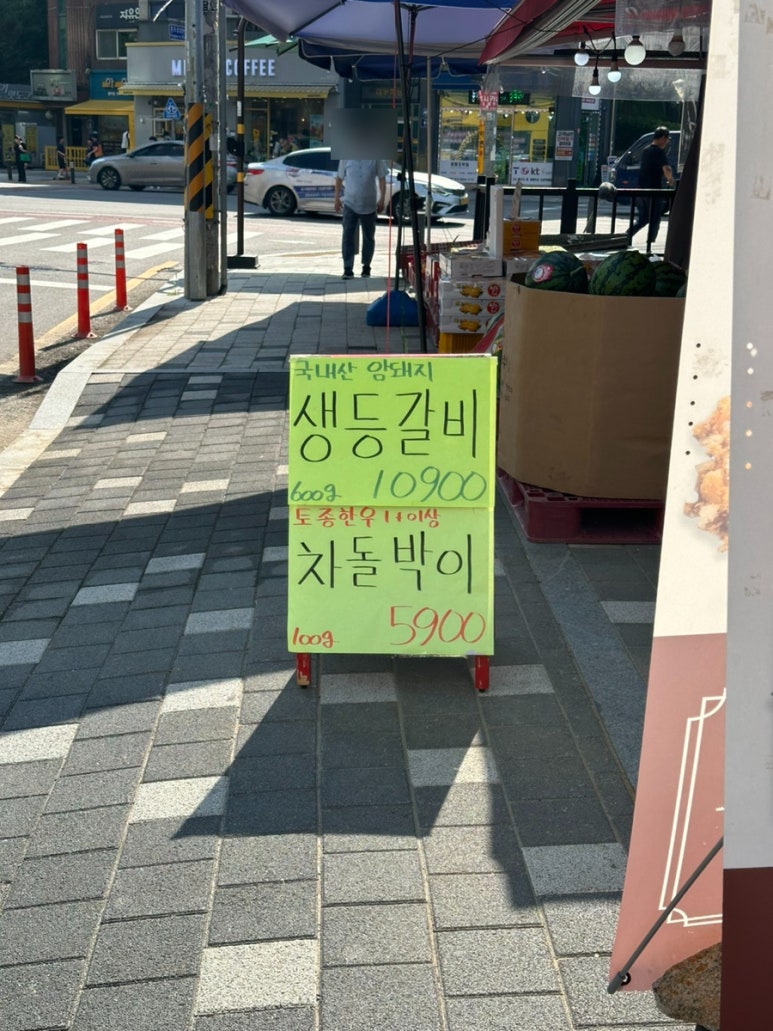 국내산 암돼지
생등갈비
600g 10900
토종한우 1+이상
차돌박이
100g 5900
COFFEE